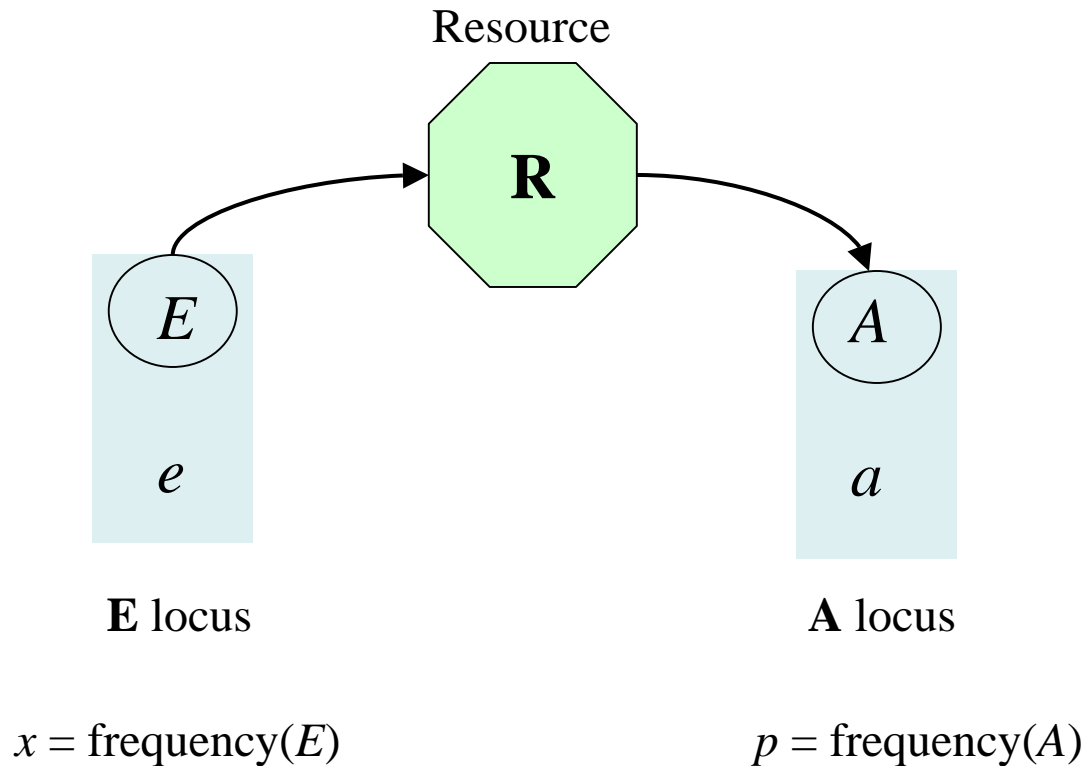 Resource
R
E
A
e
a
E locus
A locus
x = frequency(E)
p = frequency(A)